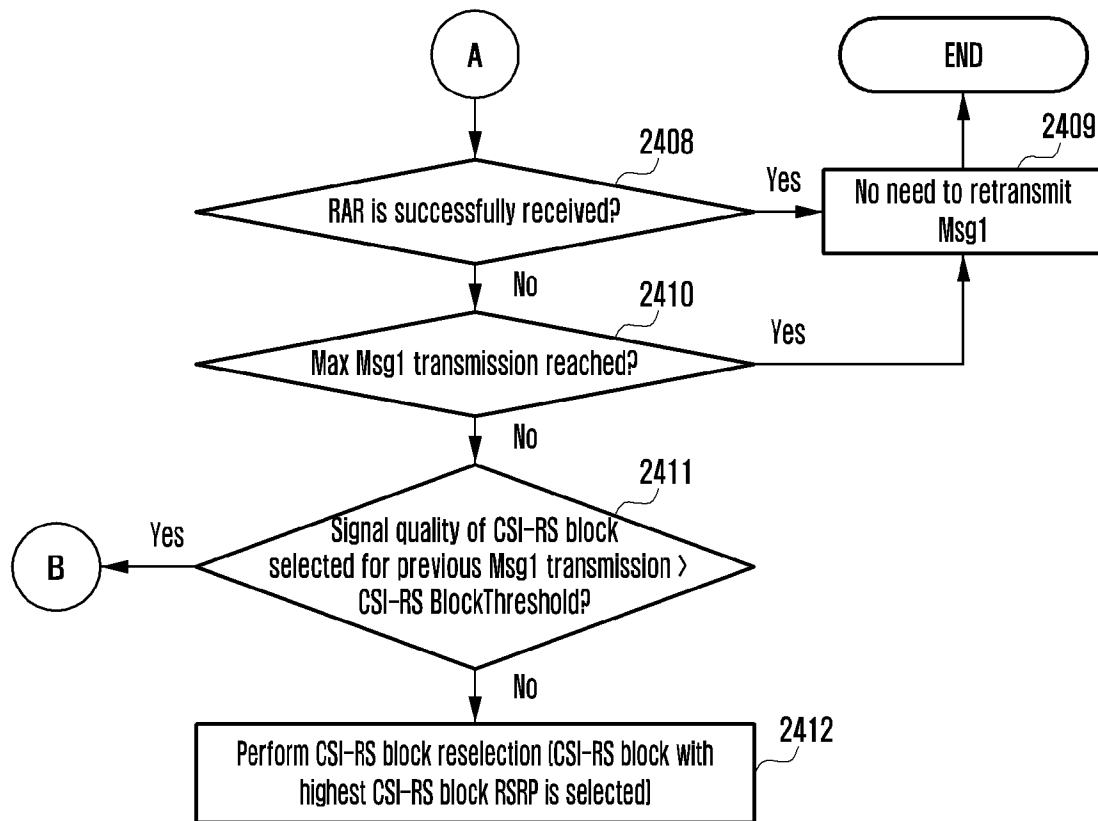 A
END
2408
2409
RAR is successfully received?
Yes
No need to retransmit
Msg1
No
2410
Max Msg1 transmission reached?
Yes
No
2411
Signal quality of CSI-RS block
selected for previous Msg1 transmission >
CSI-RS BlockThreshold?
Yes
B
No
2412
Perform CSI-RS block reselection (CSI-RS block with
highest CSI-RS block RSRP is selected)